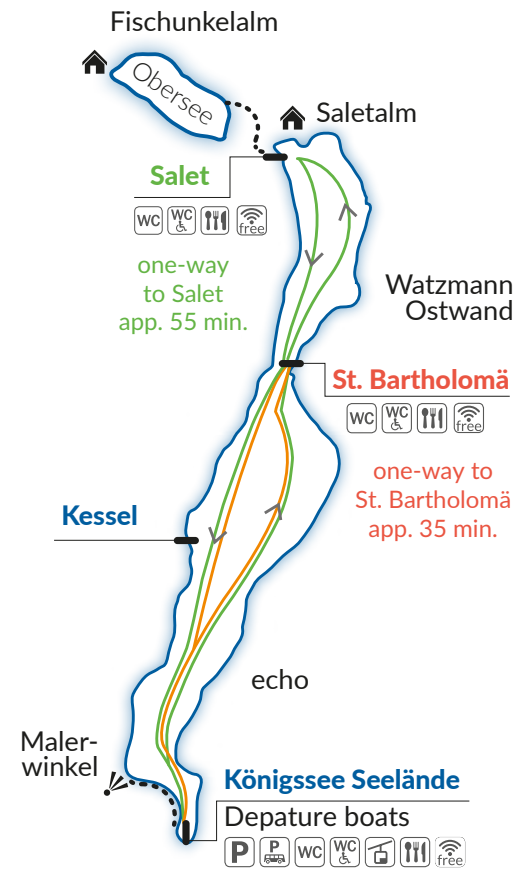 Fischunkelalm
Obersee
Saletalm
Salet
WC
WC
free
one-way
to Salet
app. 55 min.
Watzmann
Ostwand
St. Bartholomä
WC
WC
free
one-way to
St. Bartholomä
app. 35 min.
Kessel
echo
Maler-
winkel
Königssee Seelände
Depature boats
P
P
WC
WC
free